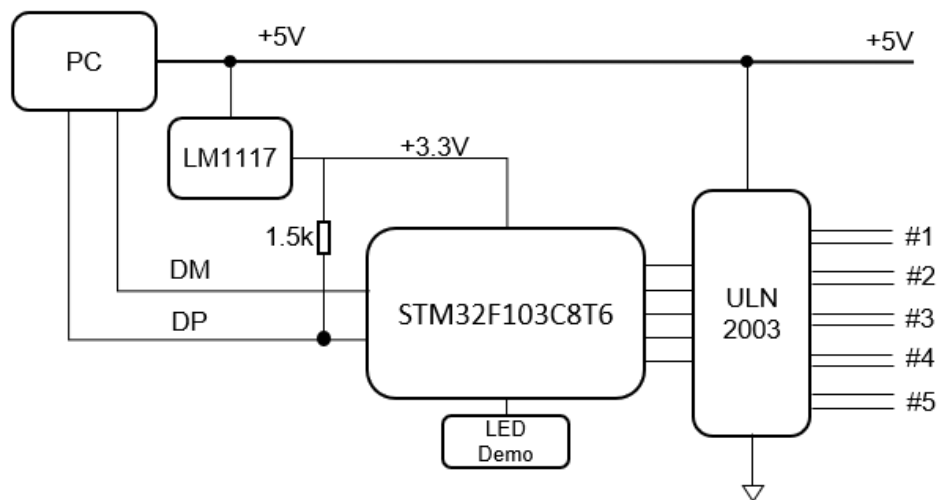 +5V
+5V
PC
LM1117
+3.3V
1.5k
#1
DM
#2
STM32F103C8T6
ULN
2003
DP
#3
#4
#5
LED
Demo